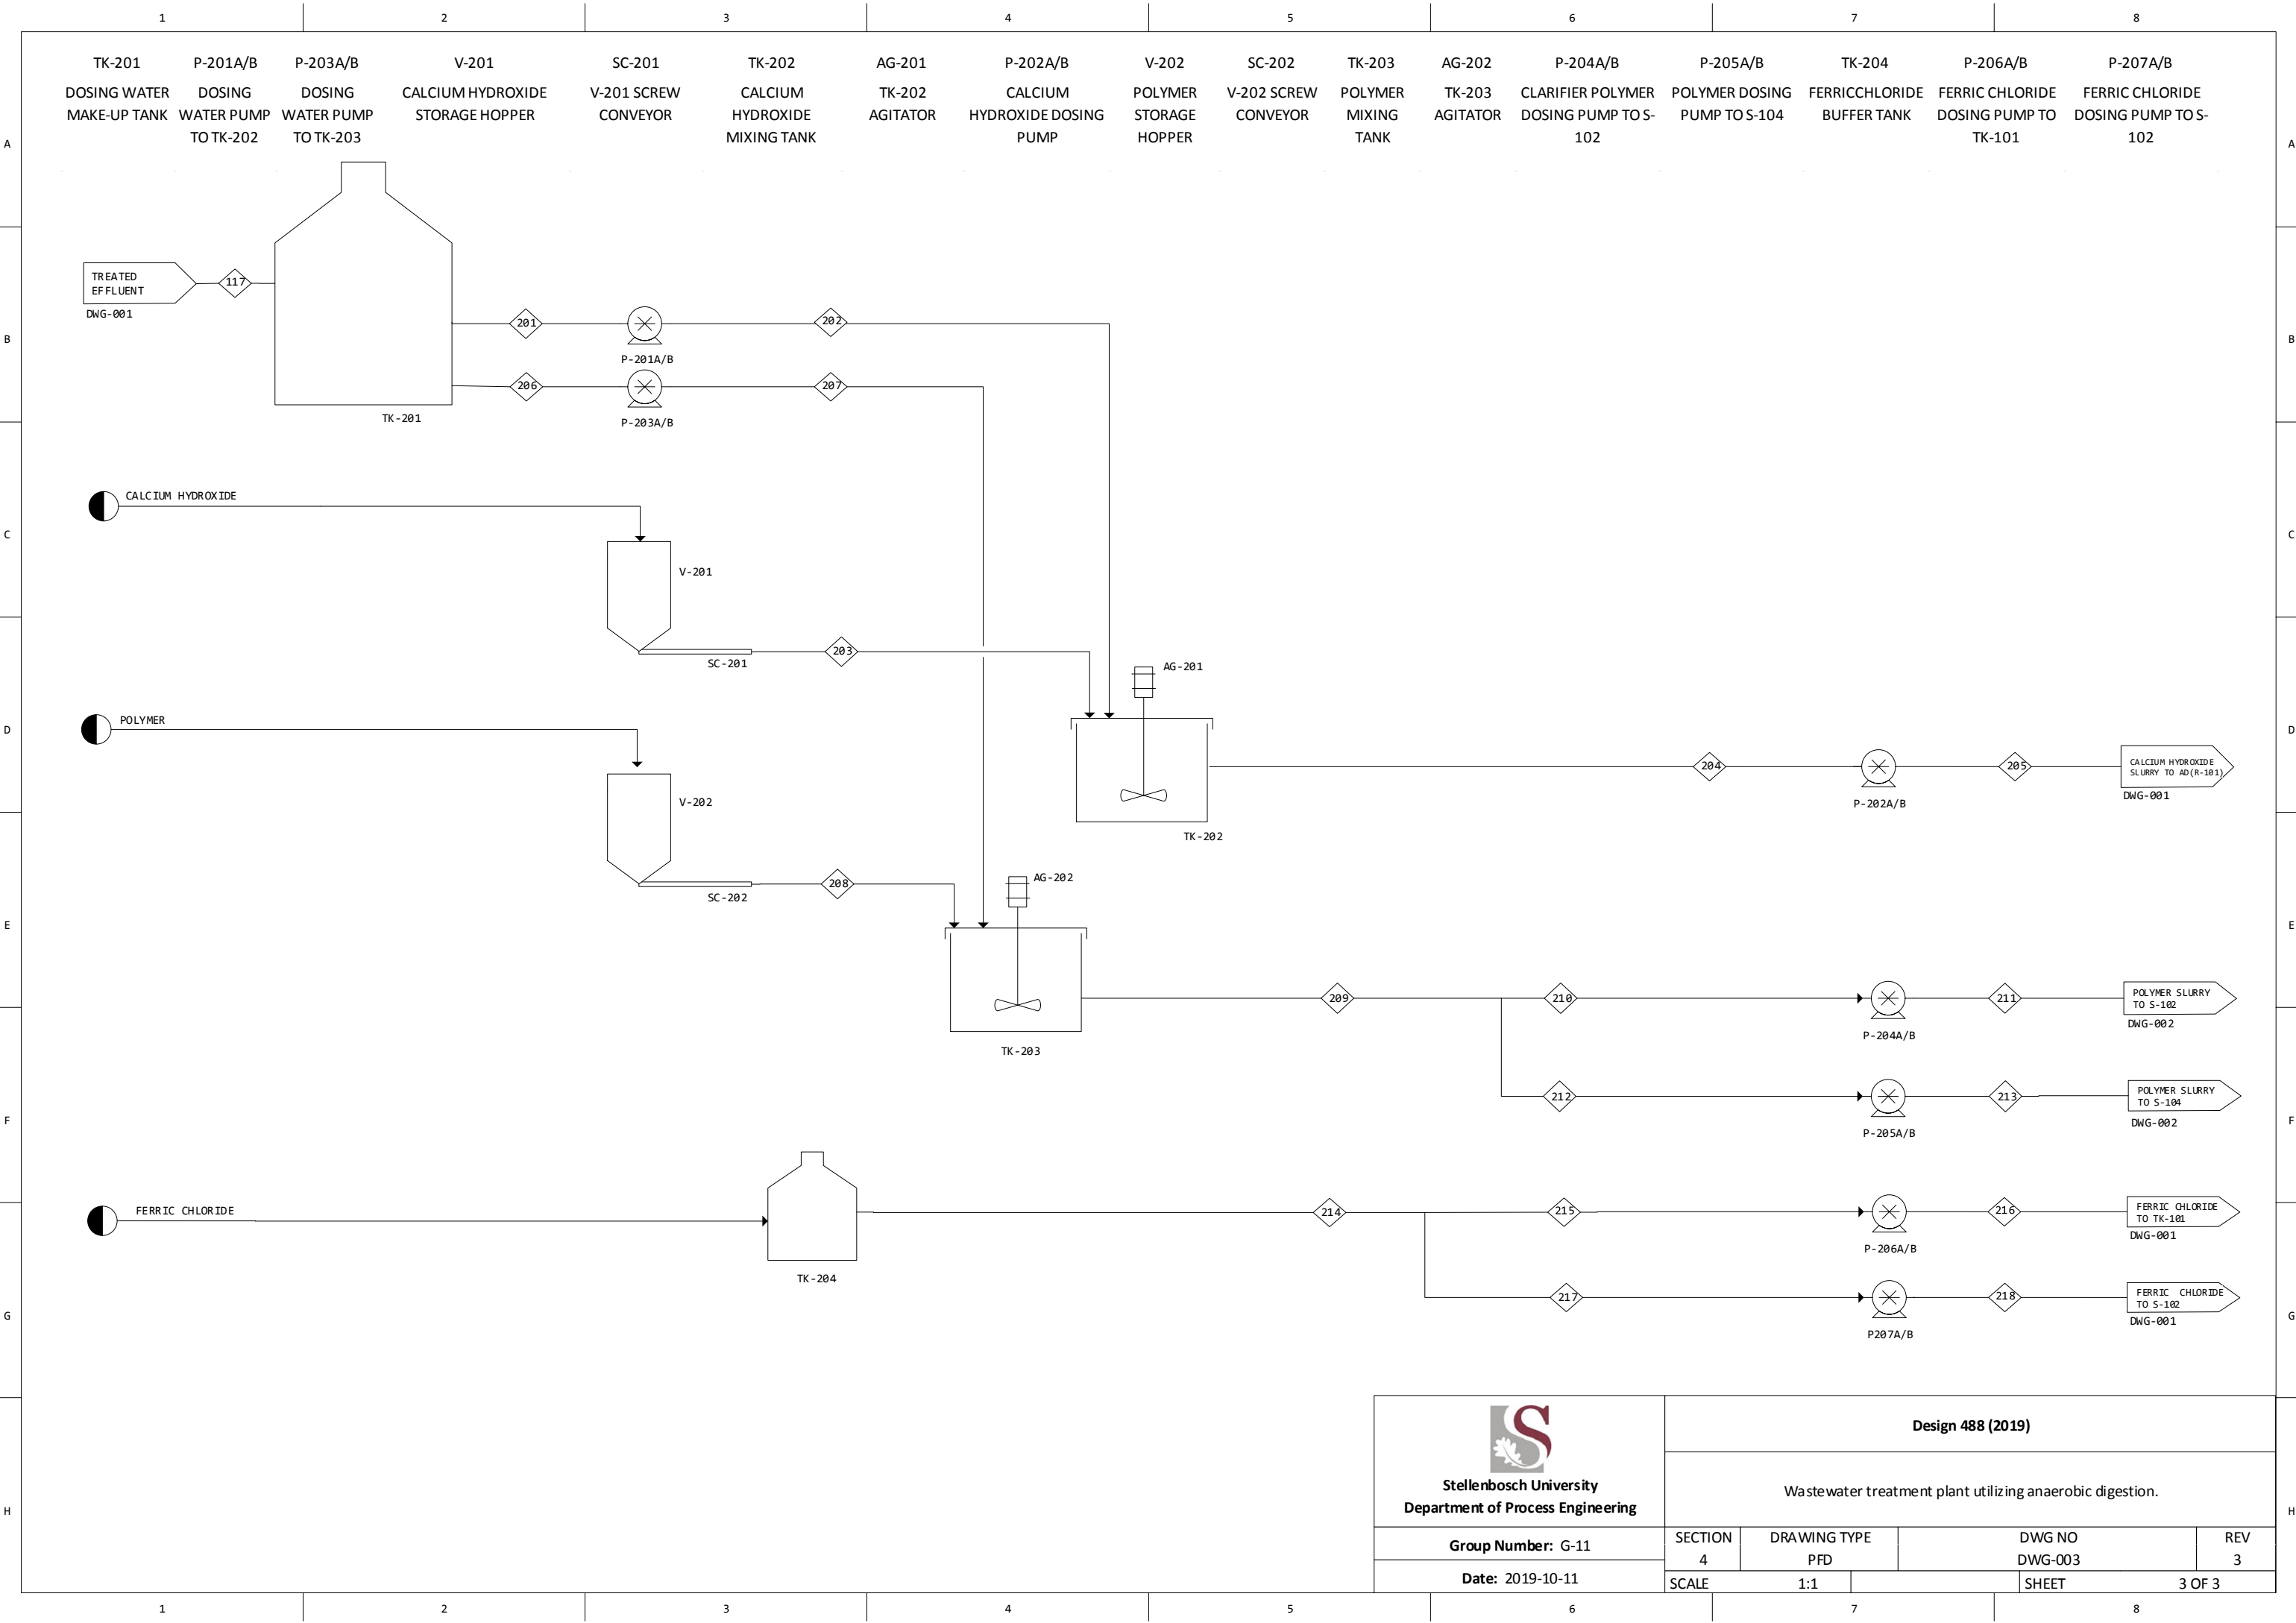 1 2 3 4 5 6 7 8
TK-201 P-201A/B P-203A/B V-201 SC-201 TK-202 AG-201 P-202A/B V-202 SC-202 TK-203 AG-202 P-204A/B P-205A/B TK-204 P-206A/B P-207A/B
DOSING WATER DOSING DOSING CALCIUM HYDROXIDE V-201 SCREW CALCIUM TK-202 CALCIUM POLYMER V-202 SCREW POLYMER TK-203 CLARIFIER POLYMER POLYMER DOSING FERRICCHLORIDE FERRIC CHLORIDE FERRIC CHLORIDE
MAKE-UP TANK WATER PUMP WATER PUMP STORAGE HOPPER CONVEYOR HYDROXIDE AGITATOR HYDROXIDE DOSING STORAGE CONVEYOR MIXING AGITATOR DOSING PUMP TO S- PUMP TO S-104 BUFFER TANK DOSING PUMP TO DOSING PUMP TO S-
TO TK-202 TO TK-203 MIXING TANK PUMP HOPPER TANK 102 TK-101 102
A A
TREATED
EFFLUENT
DWG-001
117
201
202
P-201A/B
B B
206
207
P-203A/B
TK-201
CALCIUM HYDROXIDE
C C
V-201
203
SC-201
AG-201
POLYMER
D D
204
205
CALCIUM HYDROXIDE
SLURRY TO AD(R-101)
DWG-001
P-202A/B
V-202
TK-202
208
SC-202
AG-202
E E
209
210
211
POLYMER SLURRY
TO S-102
DWG-002
P-204A/B
TK-203
212
213
POLYMER SLURRY
TO S-104
DWG-002
P-205A/B
F F
FERRIC CHLORIDE
214
215
216
FERRIC CHLORIDE
TO TK-101
DWG-001
P-206A/B
TK-204
217
218
FERRIC CHLORIDE
TO S-102
DWG-001
P207A/B
G G
S
Stellenbosch University
Department of Process Engineering
Group Number: G-11
Date: 2019-10-11
Design 488 (2019)
Wastewater treatment plant utilizing anaerobic digestion.
SECTION DRAWING TYPE DWG NO REV
4 PFD DWG-003 3
SCALE 1:1 SHEET 3 OF 3
H H
1 2 3 4 5 6 7 8